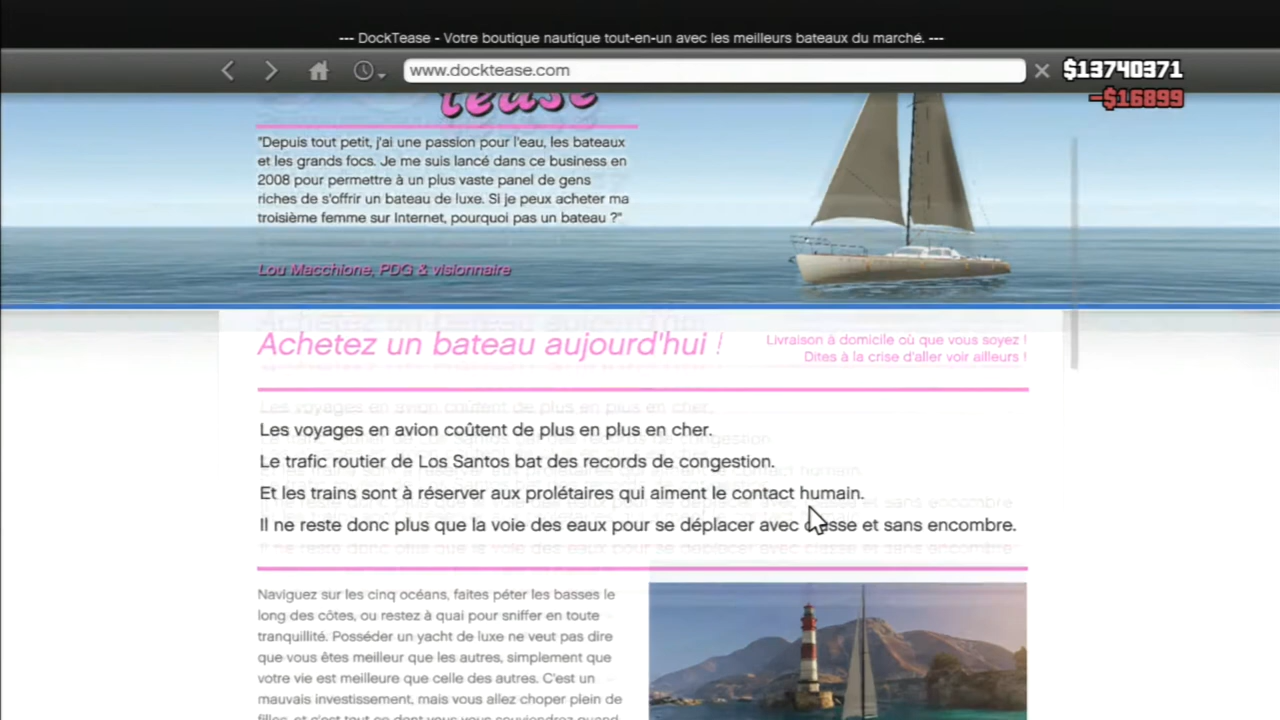 --- DockTease - Votre boutique nautique tout-en-un avec les meilleurs bateaux du marché. ---
www.docktease.com
$13740371
-$16899
tease
"Depuis tout petit, j'ai une passion pour l'eau, les bateaux
et les grands focs. Je me suis lancé dans ce business en
2008 pour permettre à un plus vaste panel de gens
riches de s'offrir un bateau de luxe. Si je peux acheter ma
troisième femme sur Internet, pourquoi pas un bateau ?"
Lou Macchione, PDG & visionnaire
Achetez un bateau aujourd'hui !
Livraison à domicile où que vous soyez !
Dites à la crise d'aller voir ailleurs !
Les voyages en avion coûtent de plus en plus en cher.
Le trafic routier de Los Santos bat des records de congestion.
Et les trains sont à réserver aux prolétaires qui aiment le contact humain.
Il ne reste donc plus que la voie des eaux pour se déplacer avec classe et sans encombre.
Naviguez sur les cinq océans, faites péter les basses le
long des côtes, ou restez à quai pour sniffer en toute
tranquillité. Posséder un yacht de luxe ne veut pas dire
que vous êtes meilleur que les autres, simplement que
votre vie est meilleure que celle des autres. C'est un
mauvais investissement, mais vous allez choper plein de
filles, et c'est tout ce dont vous vous souviendrez quand